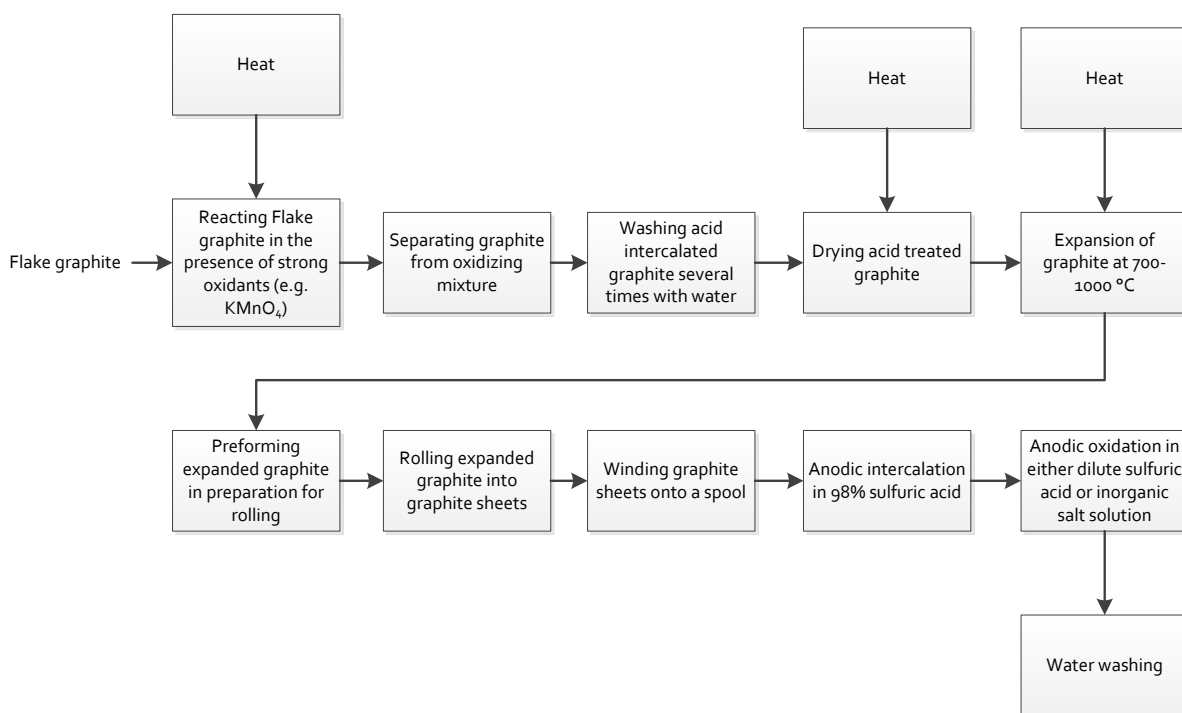 Heat
Heat
Heat
Flake graphite
Reacting Flake
graphite in the
presence of strong
oxidants (e.g.
KMnO₄)
Separating graphite
from oxidizing
mixture
Washing acid
intercalated
graphite several
times with water
Drying acid treated
graphite
Expansion of
graphite at 700-
1000 °C
Preforming
expanded graphite
in preparation for
rolling
Rolling expanded
graphite into
graphite sheets
Winding graphite
sheets onto a spool
Anodic intercalation
in 98% sulfuric acid
Anodic oxidation in
either dilute sulfuric
acid or inorganic
salt solution
Water washing